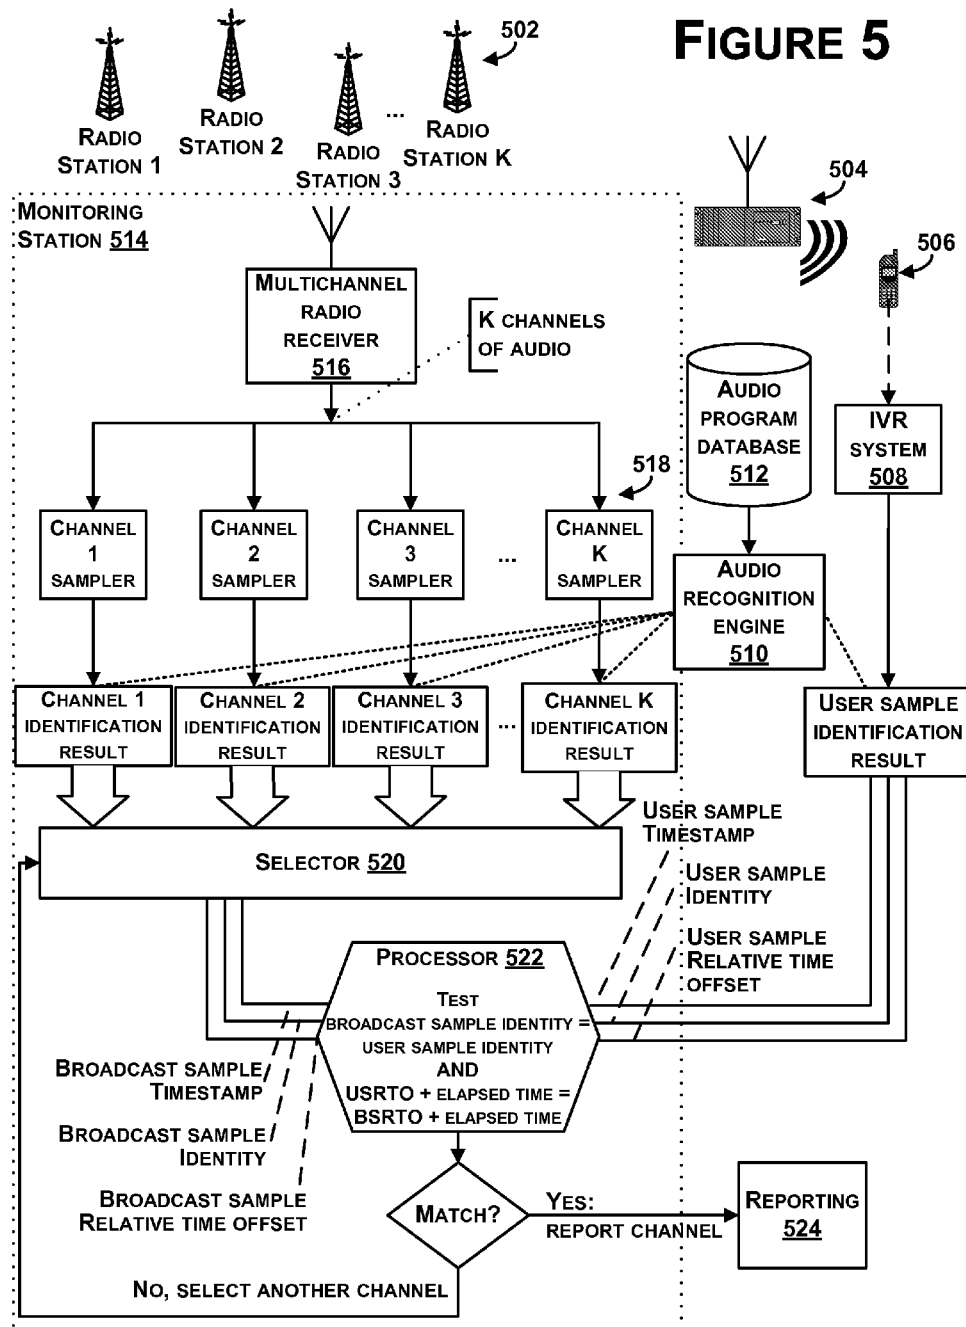 FIGURE 5
502
RADIO
STATION 1
RADIO
STATION 2
RADIO
STATION 3
...
RADIO
STATION K
504
506
MONITORING
STATION 514
MULTICHANNEL
RADIO
RECEIVER
516
K CHANNELS
OF AUDIO
AUDIO
PROGRAM
DATABASE
512
IVR
SYSTEM
508
518
CHANNEL
1
SAMPLER
CHANNEL
2
SAMPLER
CHANNEL
3
SAMPLER
...
CHANNEL
K
SAMPLER
AUDIO
RECOGNITION
ENGINE
510
CHANNEL 1
IDENTIFICATION
RESULT
CHANNEL 2
IDENTIFICATION
RESULT
CHANNEL 3
IDENTIFICATION
RESULT
...
CHANNEL K
IDENTIFICATION
RESULT
USER SAMPLE
IDENTIFICATION
RESULT
SELECTOR 520
USER SAMPLE
TIMESTAMP
USER SAMPLE
IDENTITY
USER SAMPLE
RELATIVE TIME
OFFSET
PROCESSOR 522
TEST
BROADCAST SAMPLE IDENTITY =
USER SAMPLE IDENTITY
AND
USRTO + ELAPSED TIME =
BSRTO + ELAPSED TIME
BROADCAST SAMPLE
TIMESTAMP
BROADCAST SAMPLE
IDENTITY
BROADCAST SAMPLE
RELATIVE TIME OFFSET
MATCH?
YES:
REPORT CHANNEL
REPORTING
524
NO, SELECT ANOTHER CHANNEL